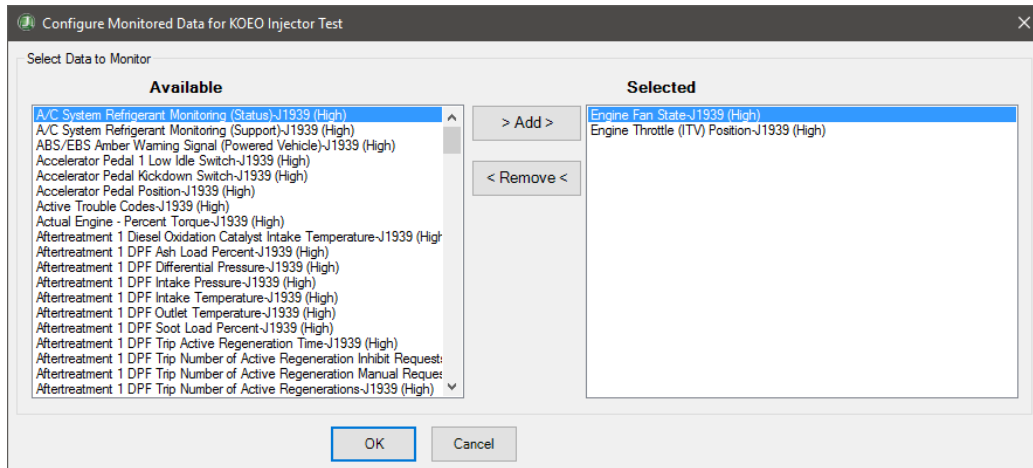 Configure Monitored Data for KOEO Injector Test
Select Data to Monitor
Available
A/C System Refrigerant Monitoring (Status)-J1939 (High)
A/C System Refrigerant Monitoring (Support)-J1939 (High)
ABS/EBS Amber Warning Signal (Powered Vehicle)-J1939 (High)
Accelerator Pedal 1 Low Idle Switch-J1939 (High)
Accelerator Pedal Kickdown Switch-J1939 (High)
Accelerator Pedal Position-J1939 (High)
Active Trouble Codes-J1939 (High)
Actual Engine - Percent Torque-J1939 (High)
Aftertreatment 1 Diesel Oxidation Catalyst Intake Temperature-J1939 (High
Aftertreatment 1 DPF Ash Load Percent-J1939 (High)
Aftertreatment 1 DPF Differential Pressure-J1939 (High)
Aftertreatment 1 DPF Intake Pressure-J1939 (High)
Aftertreatment 1 DPF Intake Temperature-J1939 (High)
Aftertreatment 1 DPF Outlet Temperature-J1939 (High)
Aftertreatment 1 DPF Soot Load Percent-J1939 (High)
Aftertreatment 1 DPF Trip Active Regeneration Time-J1939 (High)
Aftertreatment 1 DPF Trip Number of Active Regeneration Inhibit Requests
Aftertreatment 1 DPF Trip Number of Active Regeneration Manual Reques
Aftertreatment 1 DPF Trip Number of Active Regenerations-J1939 (High)
> Add >
< Remove <
Selected
Engine Fan State-J1939 (High)
Engine Throttle (ITV) Position-J1939 (High)
OK
Cancel